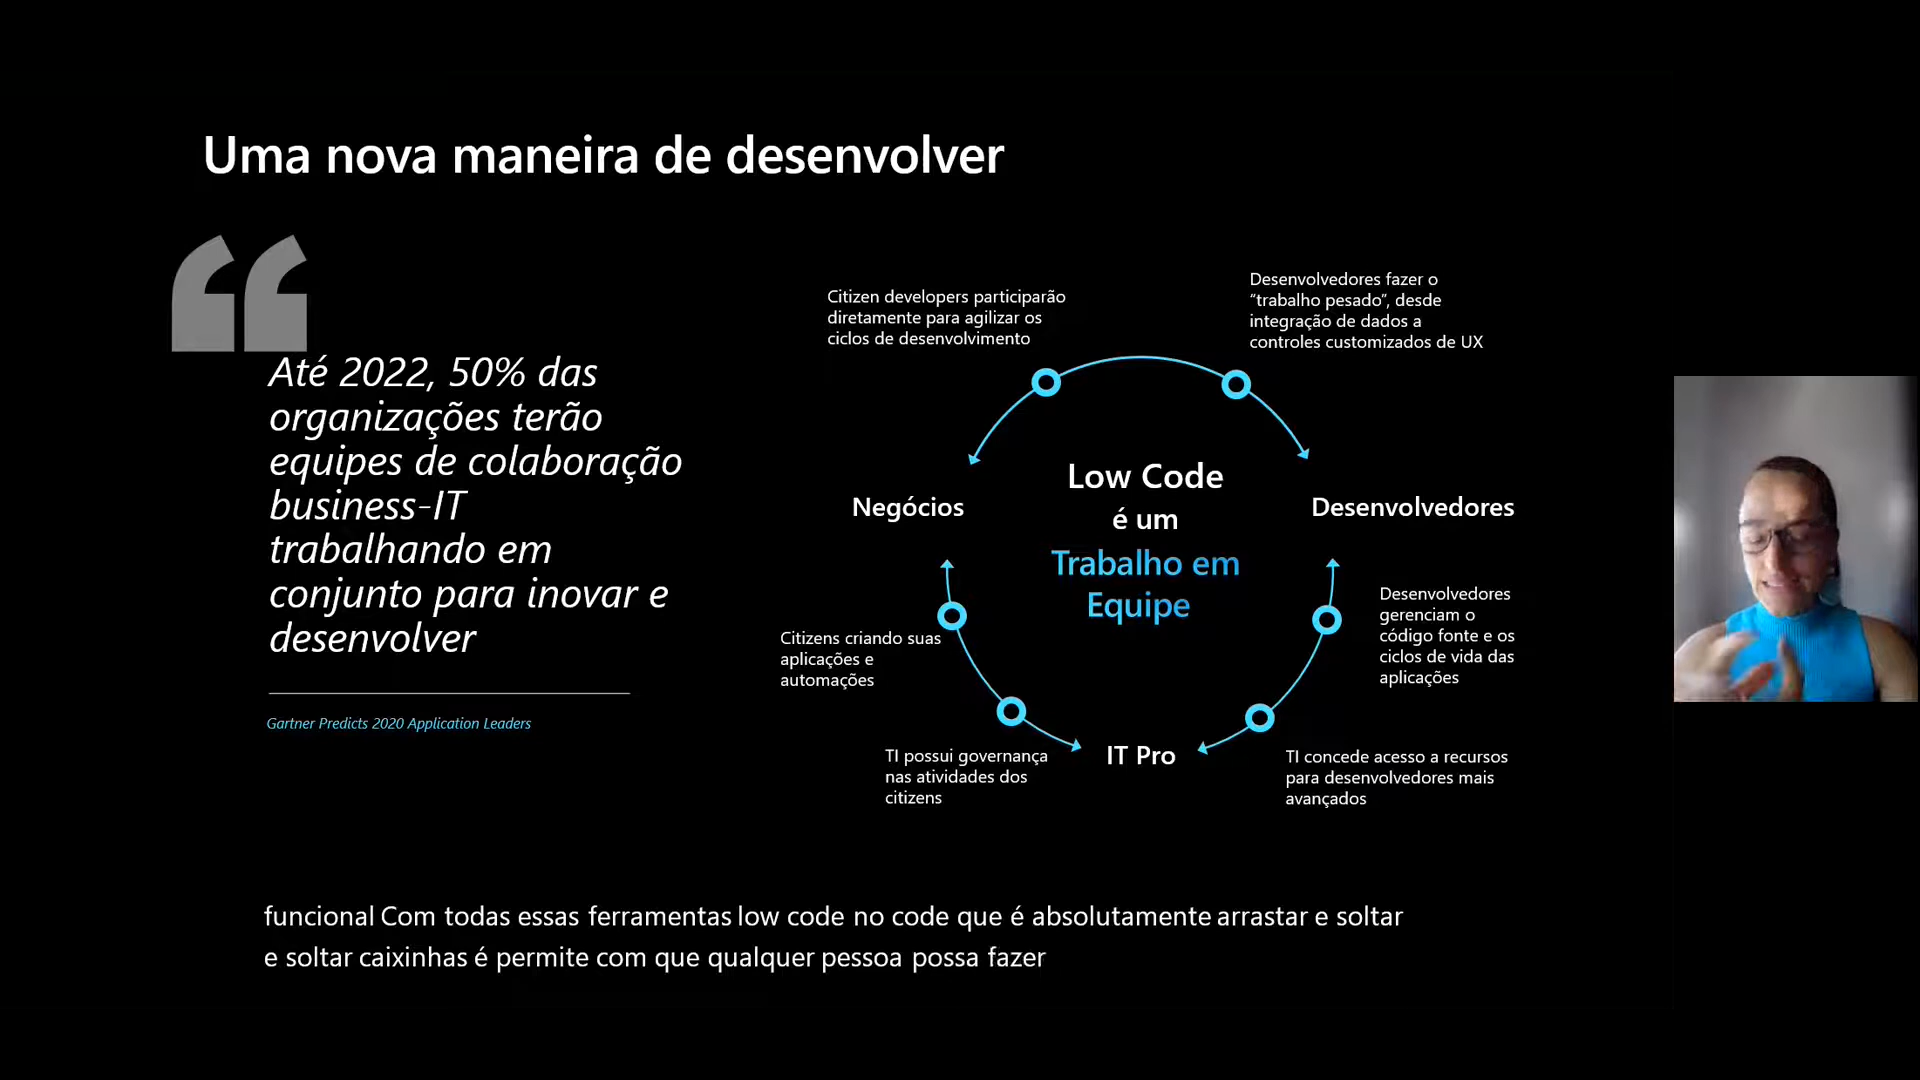 Uma nova maneira de desenvolver
Até 2022, 50% das
organizações terão
equipes de colaboração
business-IT
trabalhando em
conjunto para inovar e
desenvolver
Gartner Predicts 2020 Application Leaders
Citizen developers participarão
diretamente para agilizar os
ciclos de desenvolvimento
Desenvolvedores fazer o
“trabalho pesado”, desde
integração de dados a
controles customizados de UX
Negócios
Low Code
é um
Trabalho em
Equipe
Desenvolvedores
Citizens criando suas
aplicações e
automações
Desenvolvedores
gerenciam o
código fonte e os
ciclos de vida das
aplicações
TI possui governança
nas atividades dos
citizens
IT Pro
TI concede acesso a recursos
para desenvolvedores mais
avançados
funcional Com todas essas ferramentas low code no code que é absolutamente arrastar e soltar
e soltar caixinhas é permite com que qualquer pessoa possa fazer